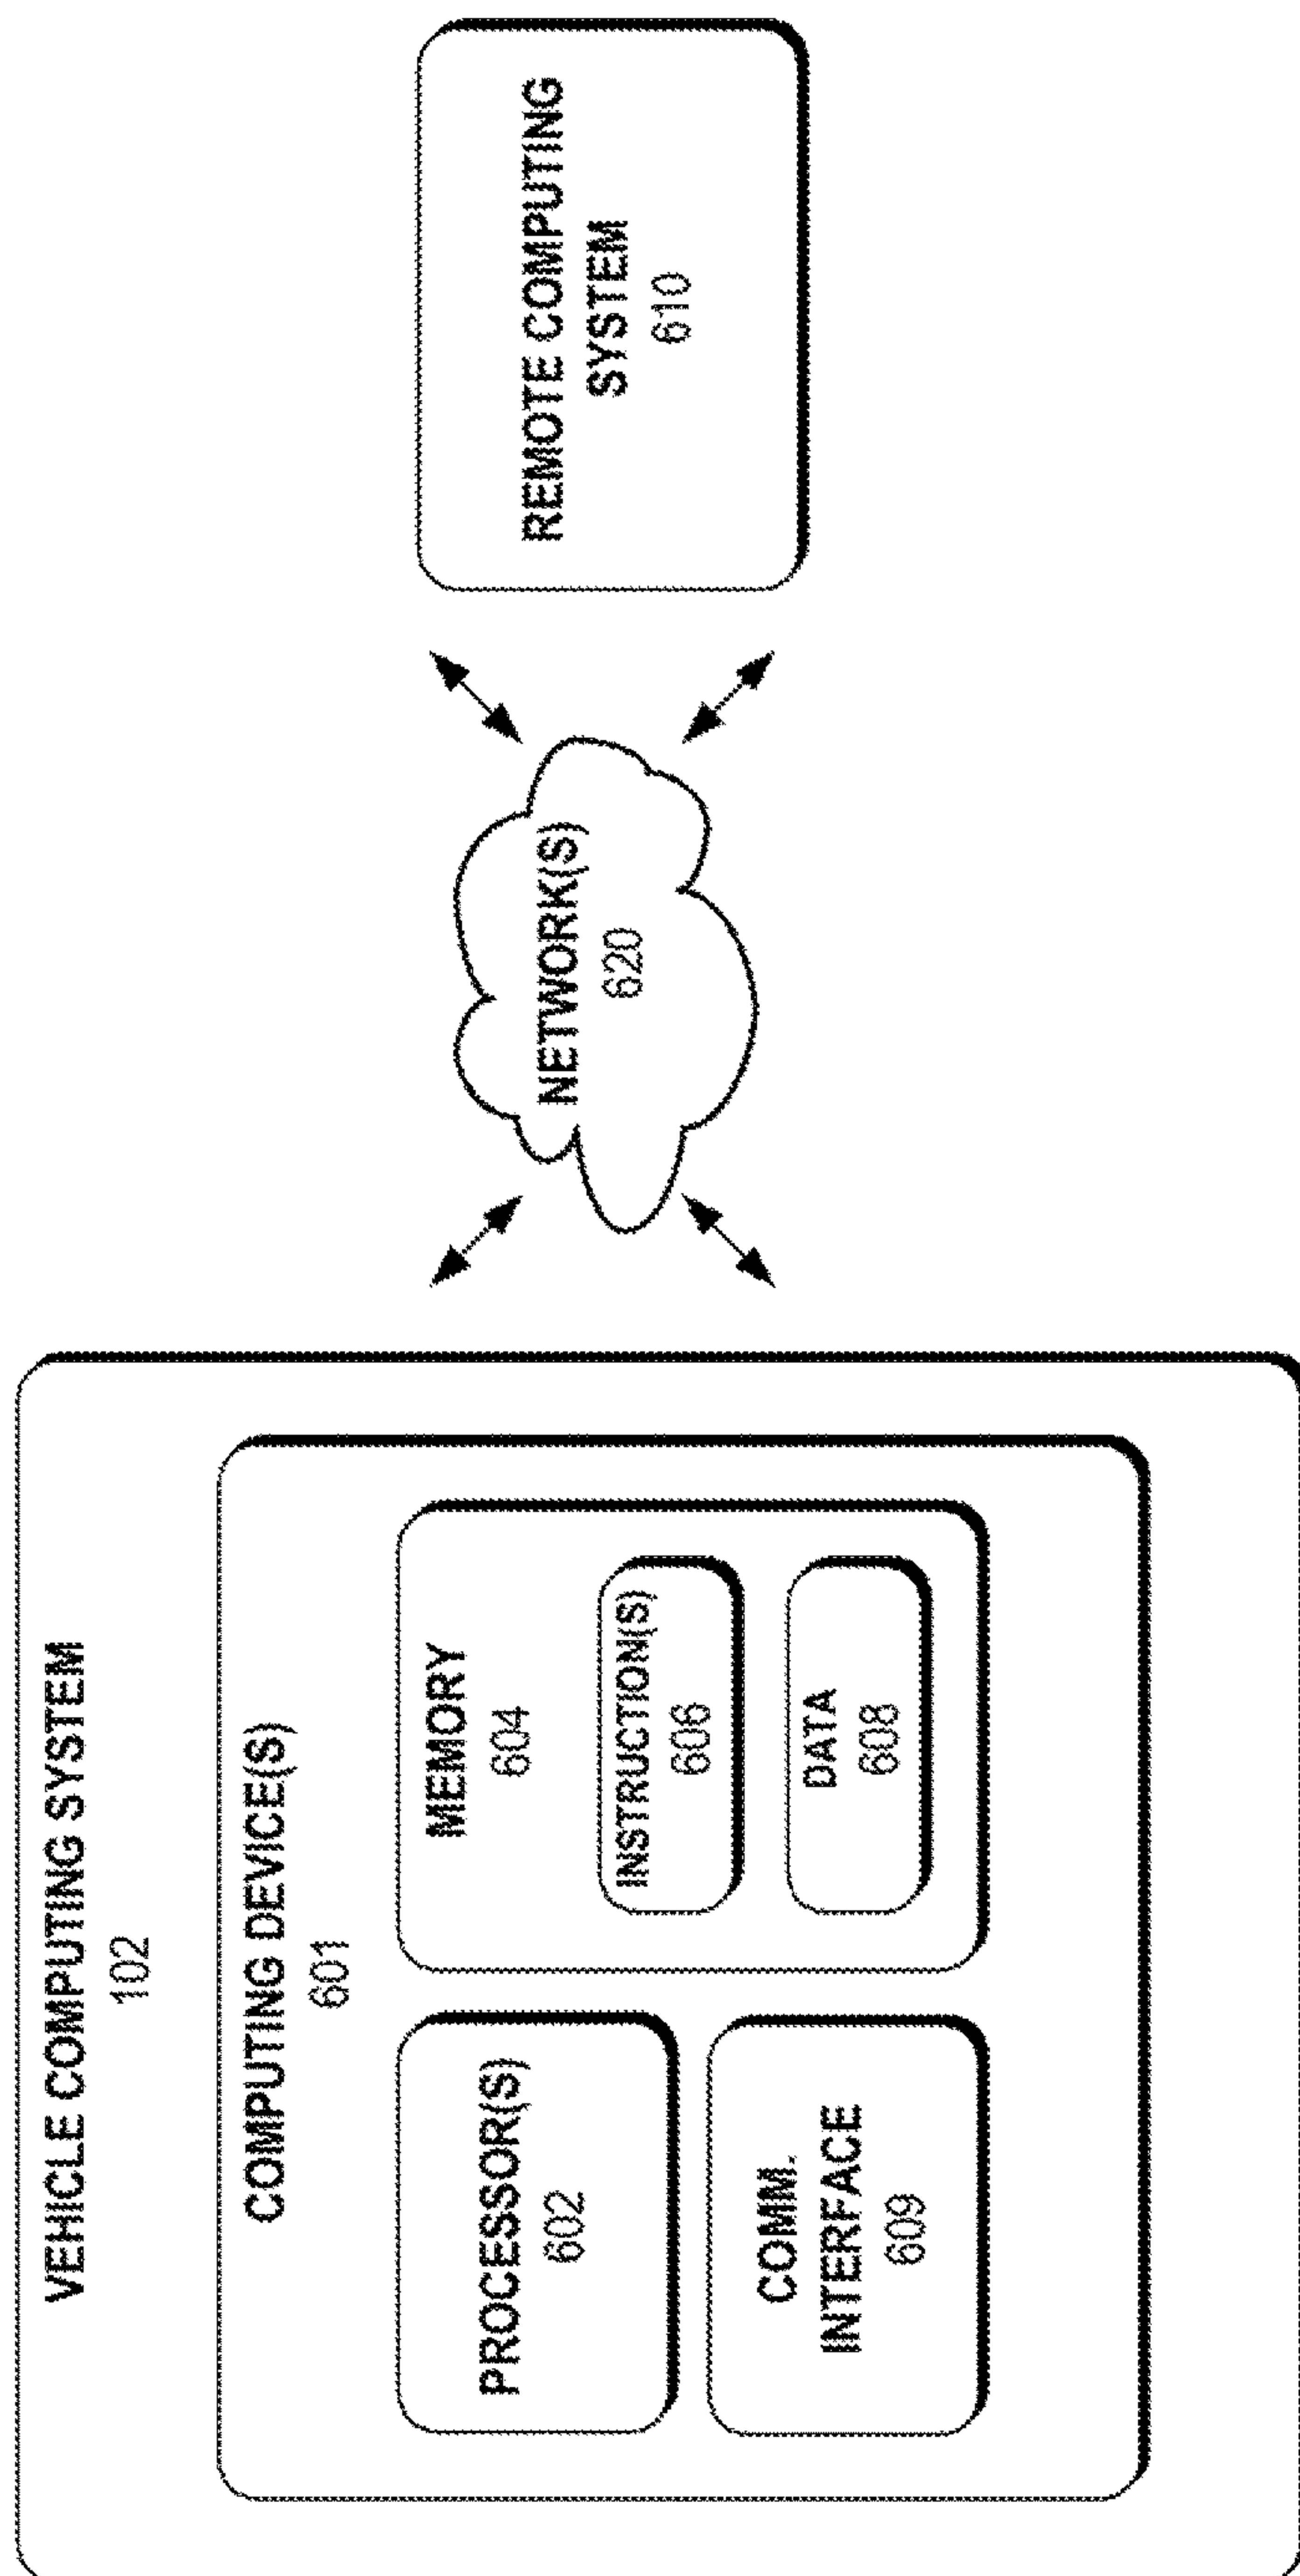 VEHICLE COMPUTING SYSTEM
102
COMPUTING DEVICE(S)
601
PROCESSOR(S)
602
COMM.
INTERFACE
609
MEMORY
604
INSTRUCTION(S)
606
DATA
608
NETWORK(S)
620
REMOTE COMPUTING
SYSTEM
610